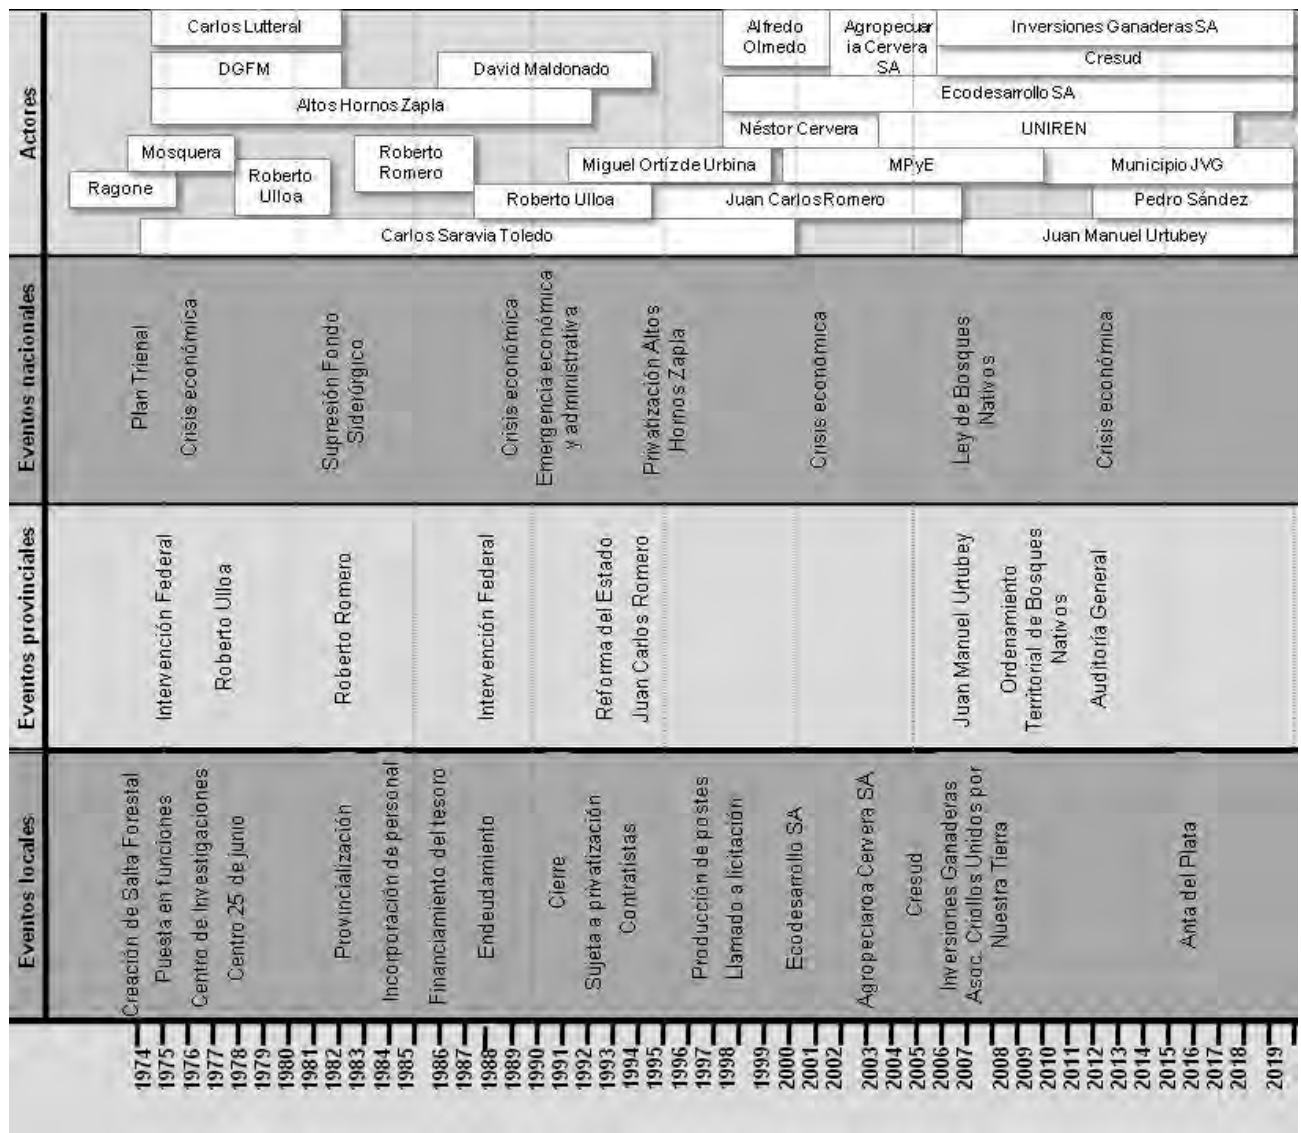 Actores
Carlos Lutteral
DGFM
Altos Hornos Zapla
David Maldonado
Alfredo
Olmedo
Agropecuar
ia Cervera
SA
Inversiones Ganaderas SA
Cresud
Ecodesarrollo SA
Néstor Cervera
UNIREN
Mosquera
Ragone
Roberto
Ulloa
Roberto
Romero
Miguel Ortíz de Urbina
MPyE
Municipio JVG
Roberto Ulloa
Juan Carlos Romero
Pedro Sández
Carlos Saravia Toledo
Juan Manuel Urtubey
Eventos nacionales
Plan Trienal
Crisis económica
Supresión Fondo
Siderúrgico
Crisis económica
Emergencia económica
y administrativa
Privatización Altos
Hornos Zapla
Crisis económica
Ley de Bosques
Nativos
Crisis económica
Eventos provinciales
Intervención Federal
Roberto Ulloa
Roberto Romero
Intervención Federal
Reforma del Estado
Juan Carlos Romero
Juan Manuel Urtubey
Ordenamiento
Territorial de Bosques
Nativos
Auditoría General
Eventos locales
Creación de Salta Forestal
Puesta en funciones
Centro de Investigaciones
Centro 25 de junio
Provincialización
Incorporación de personal
Financiamiento del tesoro
Endeudamiento
Cierre
Sujeta a privatización
Contratistas
Producción de postes
Llamado a licitación
Ecodesarrollo SA
Agropeciaro Cervera SA
Cresud
Inversiones Ganaderas
Asoc. Criollos Unidos por
Nuestra Tierra
Anta del Plata
1974
1975
1976
1977
1978
1979
1980
1981
1982
1983
1984
1985
1986
1987
1988
1989
1990
1991
1992
1993
1994
1995
1996
1997
1998
1999
2000
2001
2002
2003
2004
2005
2006
2007
2008
2009
2010
2011
2012
2013
2014
2015
2016
2017
2018
2019